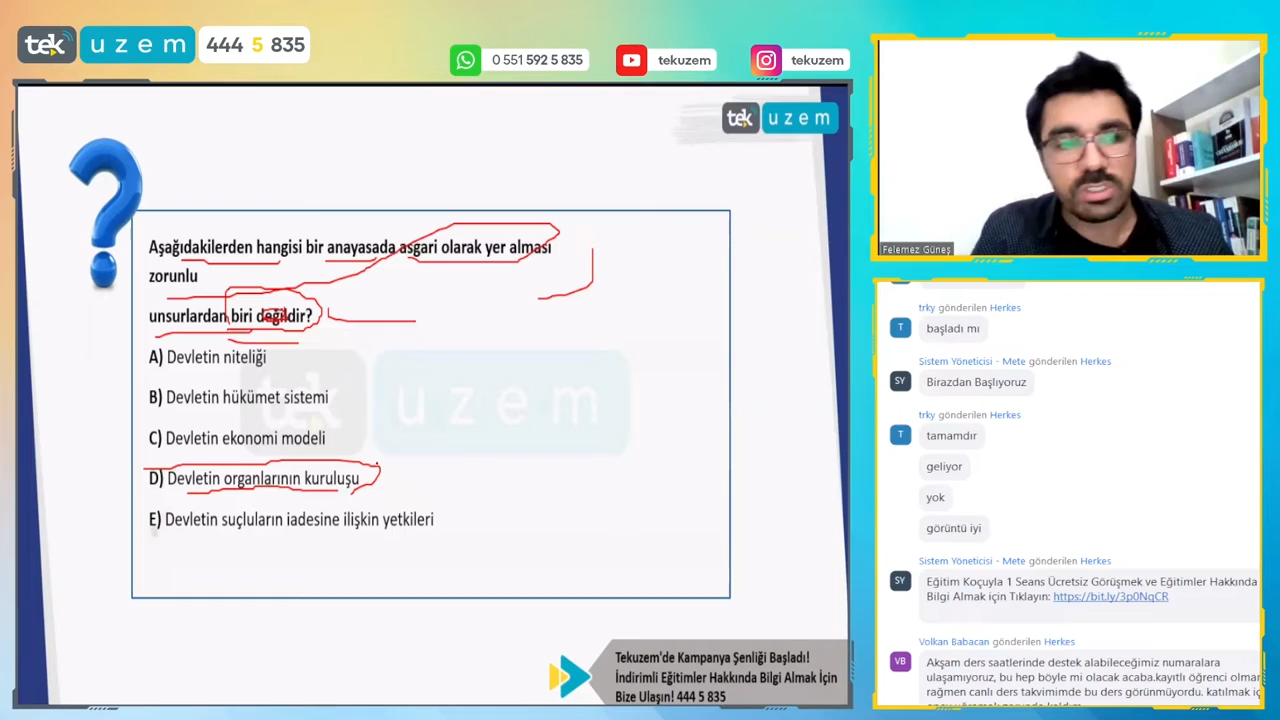 tek uzem 444 5 835
0 551 592 5 835
tekuzem
tekuzem
tek uzem
Aşağıdakilerden hangisi bir anayasada asgari olarak yer alması
zorunlu
unsurlardan biri değildir?
A) Devletin niteliği
B) Devletin hükümet sistemi
C) Devletin ekonomi modeli
D) Devletin organlarının kuruluşu
E) Devletin suçluların iadesine ilişkin yetkileri
tek uzem
Tekuzem'de Kampanya Şenliği Başladı!
İndirimli Eğitimler Hakkında Bilgi Almak İçin
Bize Ulaşın! 444 5 835
Felemez Güneş
trky gönderilen Herkes
T
başladı mı
Sistem Yöneticisi - Mete gönderilen Herkes
SY
Birazdan Başlıyoruz
trky gönderilen Herkes
T
tamamdır
geliyor
yok
görüntü iyi
Sistem Yöneticisi - Mete gönderilen Herkes
SY
Eğitim Koçuyla 1 Seans Ücretsiz Görüşmek ve Eğitimler Hakkında
Bilgi Almak için Tıklayın: https://bit.ly/3p0NqCR
Volkan Babacan gönderilen Herkes
VB
Akşam ders saatlerinde destek alabileceğimiz numaralara
ulaşamıyoruz, bu hep böyle mi olacak acaba.kayıtlı öğrenci olmar
rağmen canlı ders takvimimde bu ders görünmüyordu. katılmak iç